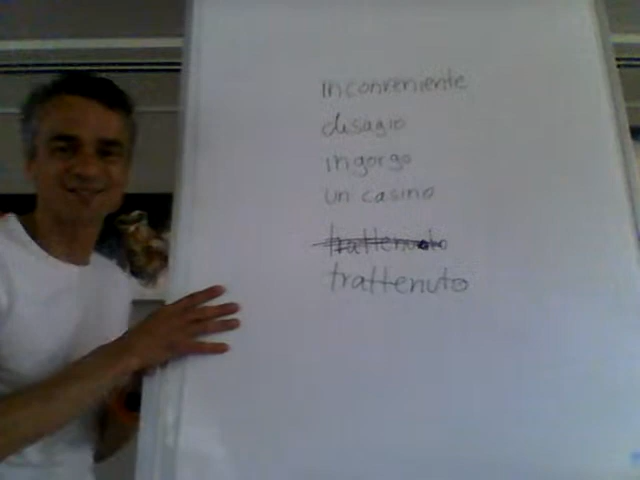 inconveniente
disagio
ingorgo
un casino
trattenuto